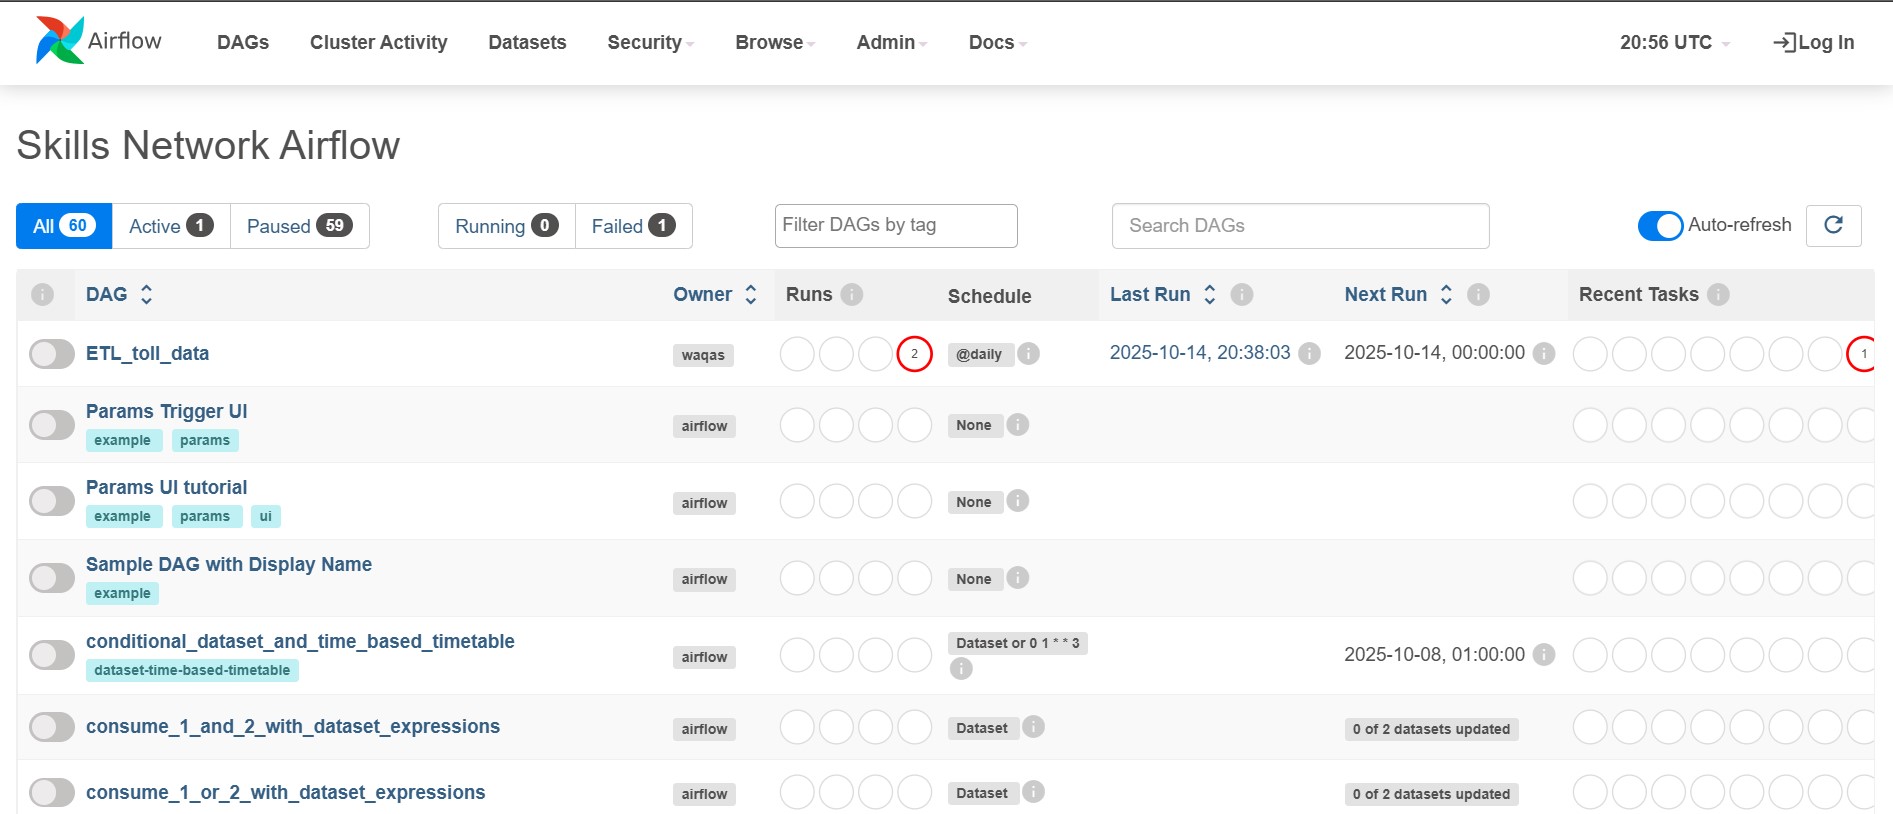 Airflow DAGs Cluster Activity Datasets Security Browse Admin Docs 20:56 UTC Log In
Skills Network Airflow
All 60 Active 1 Paused 59 Running 0 Failed 1 Filter DAGs by tag Search DAGs Auto-refresh
DAG Owner Runs Schedule Last Run Next Run Recent Tasks
ETL_toll_data waqas 2 @daily 2025-10-14, 20:38:03 2025-10-14, 00:00:00 1
Params Trigger UI
example params airflow None
Params UI tutorial
example params ui airflow None
Sample DAG with Display Name
example airflow None
conditional_dataset_and_time_based_timetable Dataset or 0 1 * * 3
dataset-time-based-timetable airflow 2025-10-08, 01:00:00
consume_1_and_2_with_dataset_expressions airflow Dataset 0 of 2 datasets updated
consume_1_or_2_with_dataset_expressions airflow Dataset 0 of 2 datasets updated